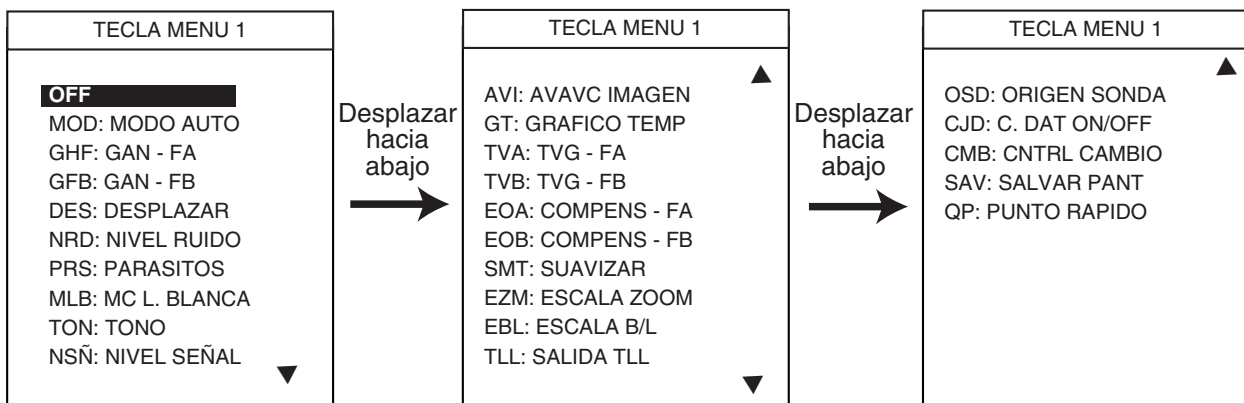 TECLA MENU 1
OFF
MOD: MODO AUTO
GHF: GAN - FA
GFB: GAN - FB
DES: DESPLAZAR
NRD: NIVEL RUIDO
PRS: PARASITOS
MLB: MC L. BLANCA
TON: TONO
NSÑ: NIVEL SEÑAL
Desplazar
hacia
abajo
TECLA MENU 1
AVI: AVAVC IMAGEN
GT: GRAFICO TEMP
TVA: TVG - FA
TVB: TVG - FB
EOA: COMPENS - FA
EOB: COMPENS - FB
SMT: SUAVIZAR
EZM: ESCALA ZOOM
EBL: ESCALA B/L
TLL: SALIDA TLL
Desplazar
hacia
abajo
TECLA MENU 1
OSD: ORIGEN SONDA
CJD: C. DAT ON/OFF
CMB: CNTRL CAMBIO
SAV: SALVAR PANT
QP: PUNTO RAPIDO